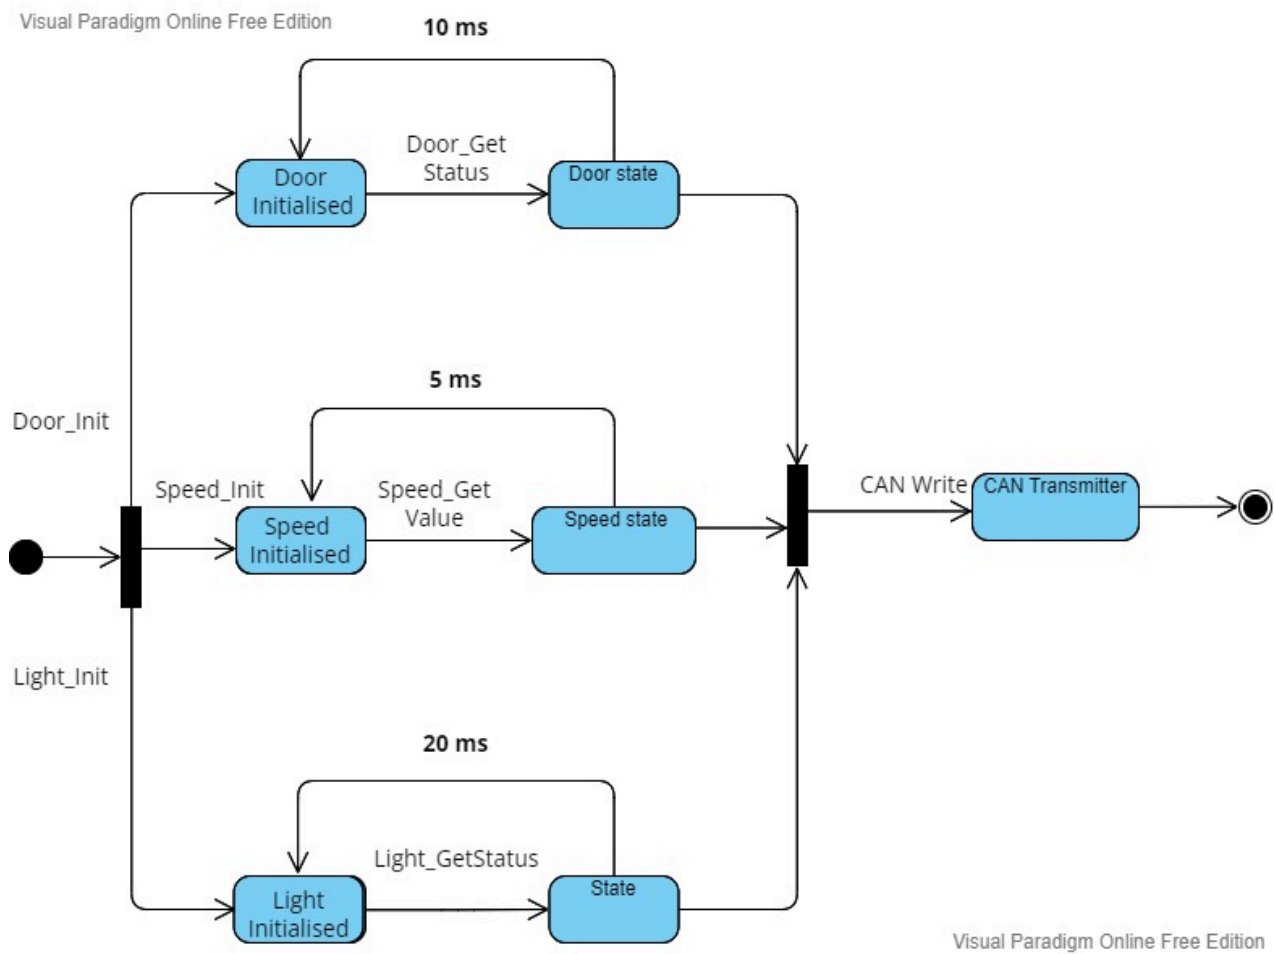 Visual Paradigm Online Free Edition
10 ms
Door_Get
Status
Door
Initialised
Door state
5 ms
Door_Init
Speed_Init
Speed_Get
Value
Speed
Initialised
Speed state
CAN Write
CAN Transmitter
Light_Init
20 ms
Light_GetStatus
Light
Initialised
State
Visual Paradigm Online Free Edition